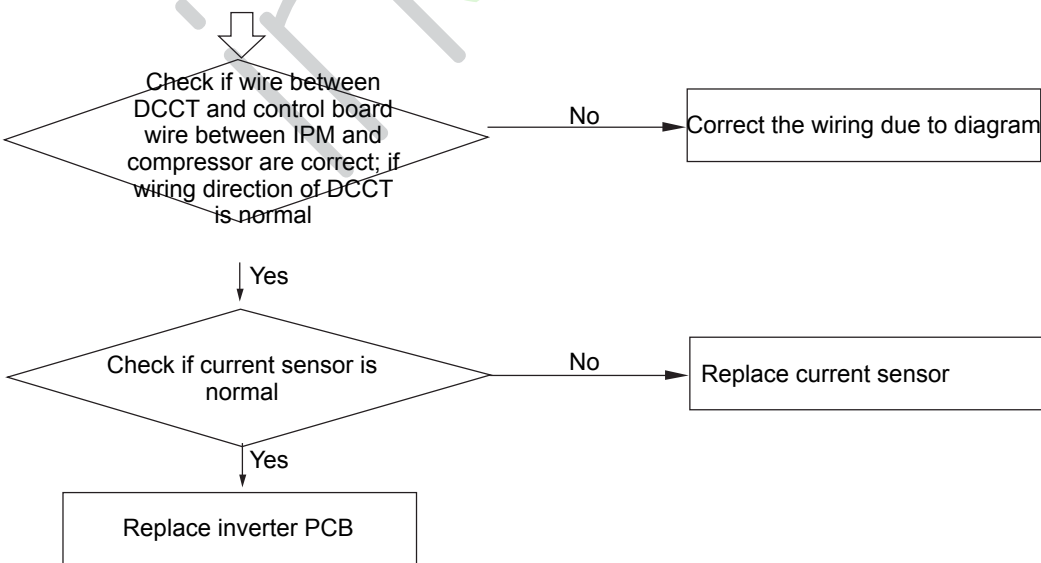 Check if wire between
DCCT and control board
wire between IPM and
compressor are correct; if
wiring direction of DCCT
is normal
No
Correct the wiring due to diagram
Yes
Check if current sensor is
normal
No
Replace current sensor
Yes
Replace inverter PCB